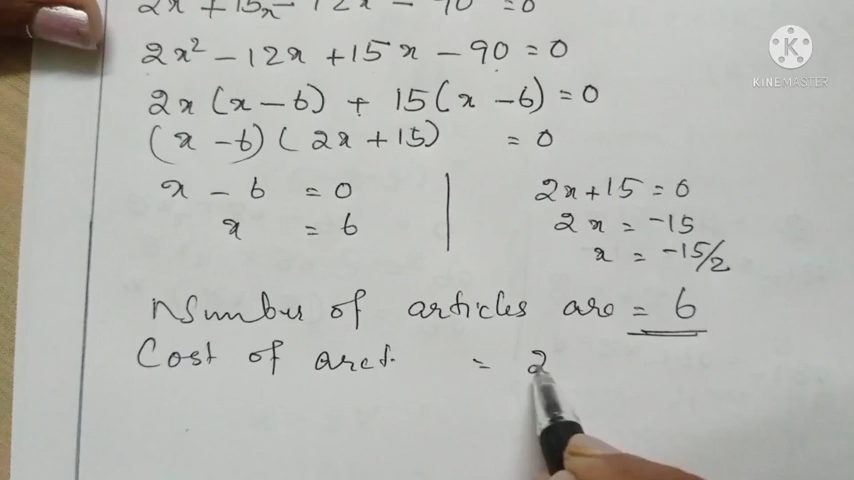 2x² - 12x + 15x - 90 = 0
2x (x - 6) + 15 (x - 6) = 0
(x - 6) (2x + 15) = 0
x - 6 = 0
x = 6
2x + 15 = 0
2x = -15
x = -15/2
Number of articles are = 6
Cost of = 2
K
KINEMASTER